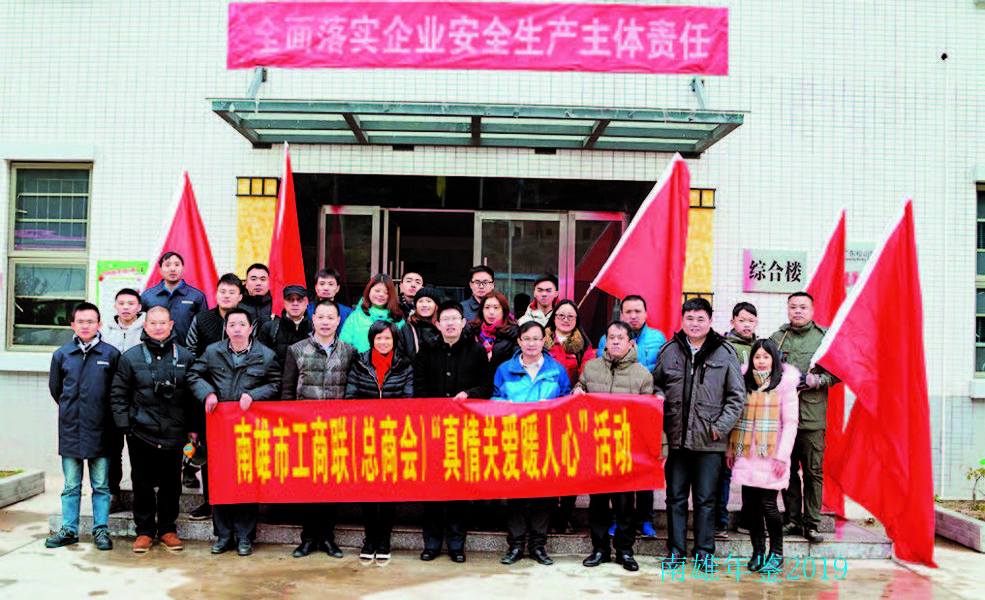 全面落实企业安全生产主体责任
综合楼
南雄市工商联(总商会)“真情关爱暖人心”活动
南雄年鉴2019